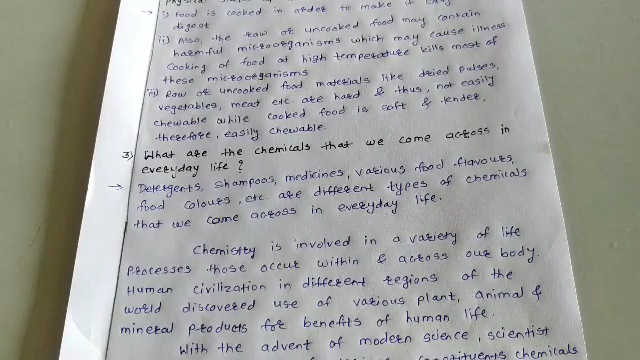 → i) Food is cooked in order to make it easy
digest
ii) Also, the raw or uncooked food may contain
harmful microorganisms which may cause illness.
Cooking of food at high temperature kills most of
these microorganisms
iii) Raw or uncooked food materials like dried pulses,
vegetables, meat etc. are hard & thus, not easily
chewable while cooked food is soft & tender,
therefore, easily chewable.
3) What are the chemicals that we come across in
everyday life ?
→ Detergents, shampoos, medicines, various food flavours,
food colours, etc. are different types of chemicals
that we came across in everyday life.
Chemistry is involved in a variety of life
Processes those occur within & across our body.
Human civilization in different regions of the
world discovered use of various plant, animal &
mineral products for benefits of human life.
With the advent of modern science, scientist
constituents chemicals